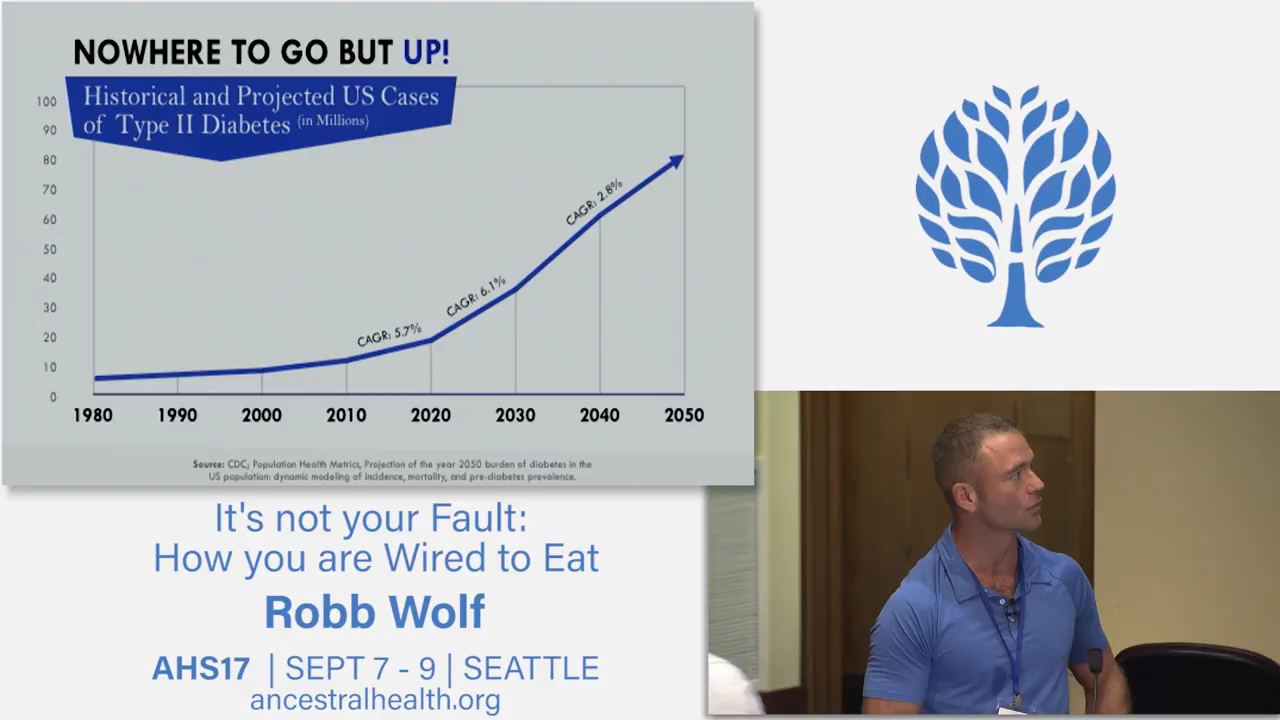 NOWHERE TO GO BUT UP!
Historical and Projected US Cases
of Type II Diabetes (in Millions)
100
90
80
70
60
50
40
30
20
10
0
CAGR: 5.7%
CAGR: 6.1%
CAGR: 2.8%
1980 1990 2000 2010 2020 2030 2040 2050
Source: CDC; Population Health Metrics, Projection of the year 2050 burden of diabetes in the
US population: dynamic modeling of incidence, mortality, and pre-diabetes prevalence.
It's not your Fault:
How you are Wired to Eat
Robb Wolf
AHS17 | SEPT 7 - 9 | SEATTLE
ancestralhealth.org